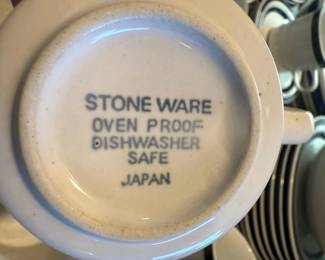 STONE WARE
OVEN PROOF
DISHWASHER
SAFE
JAPAN